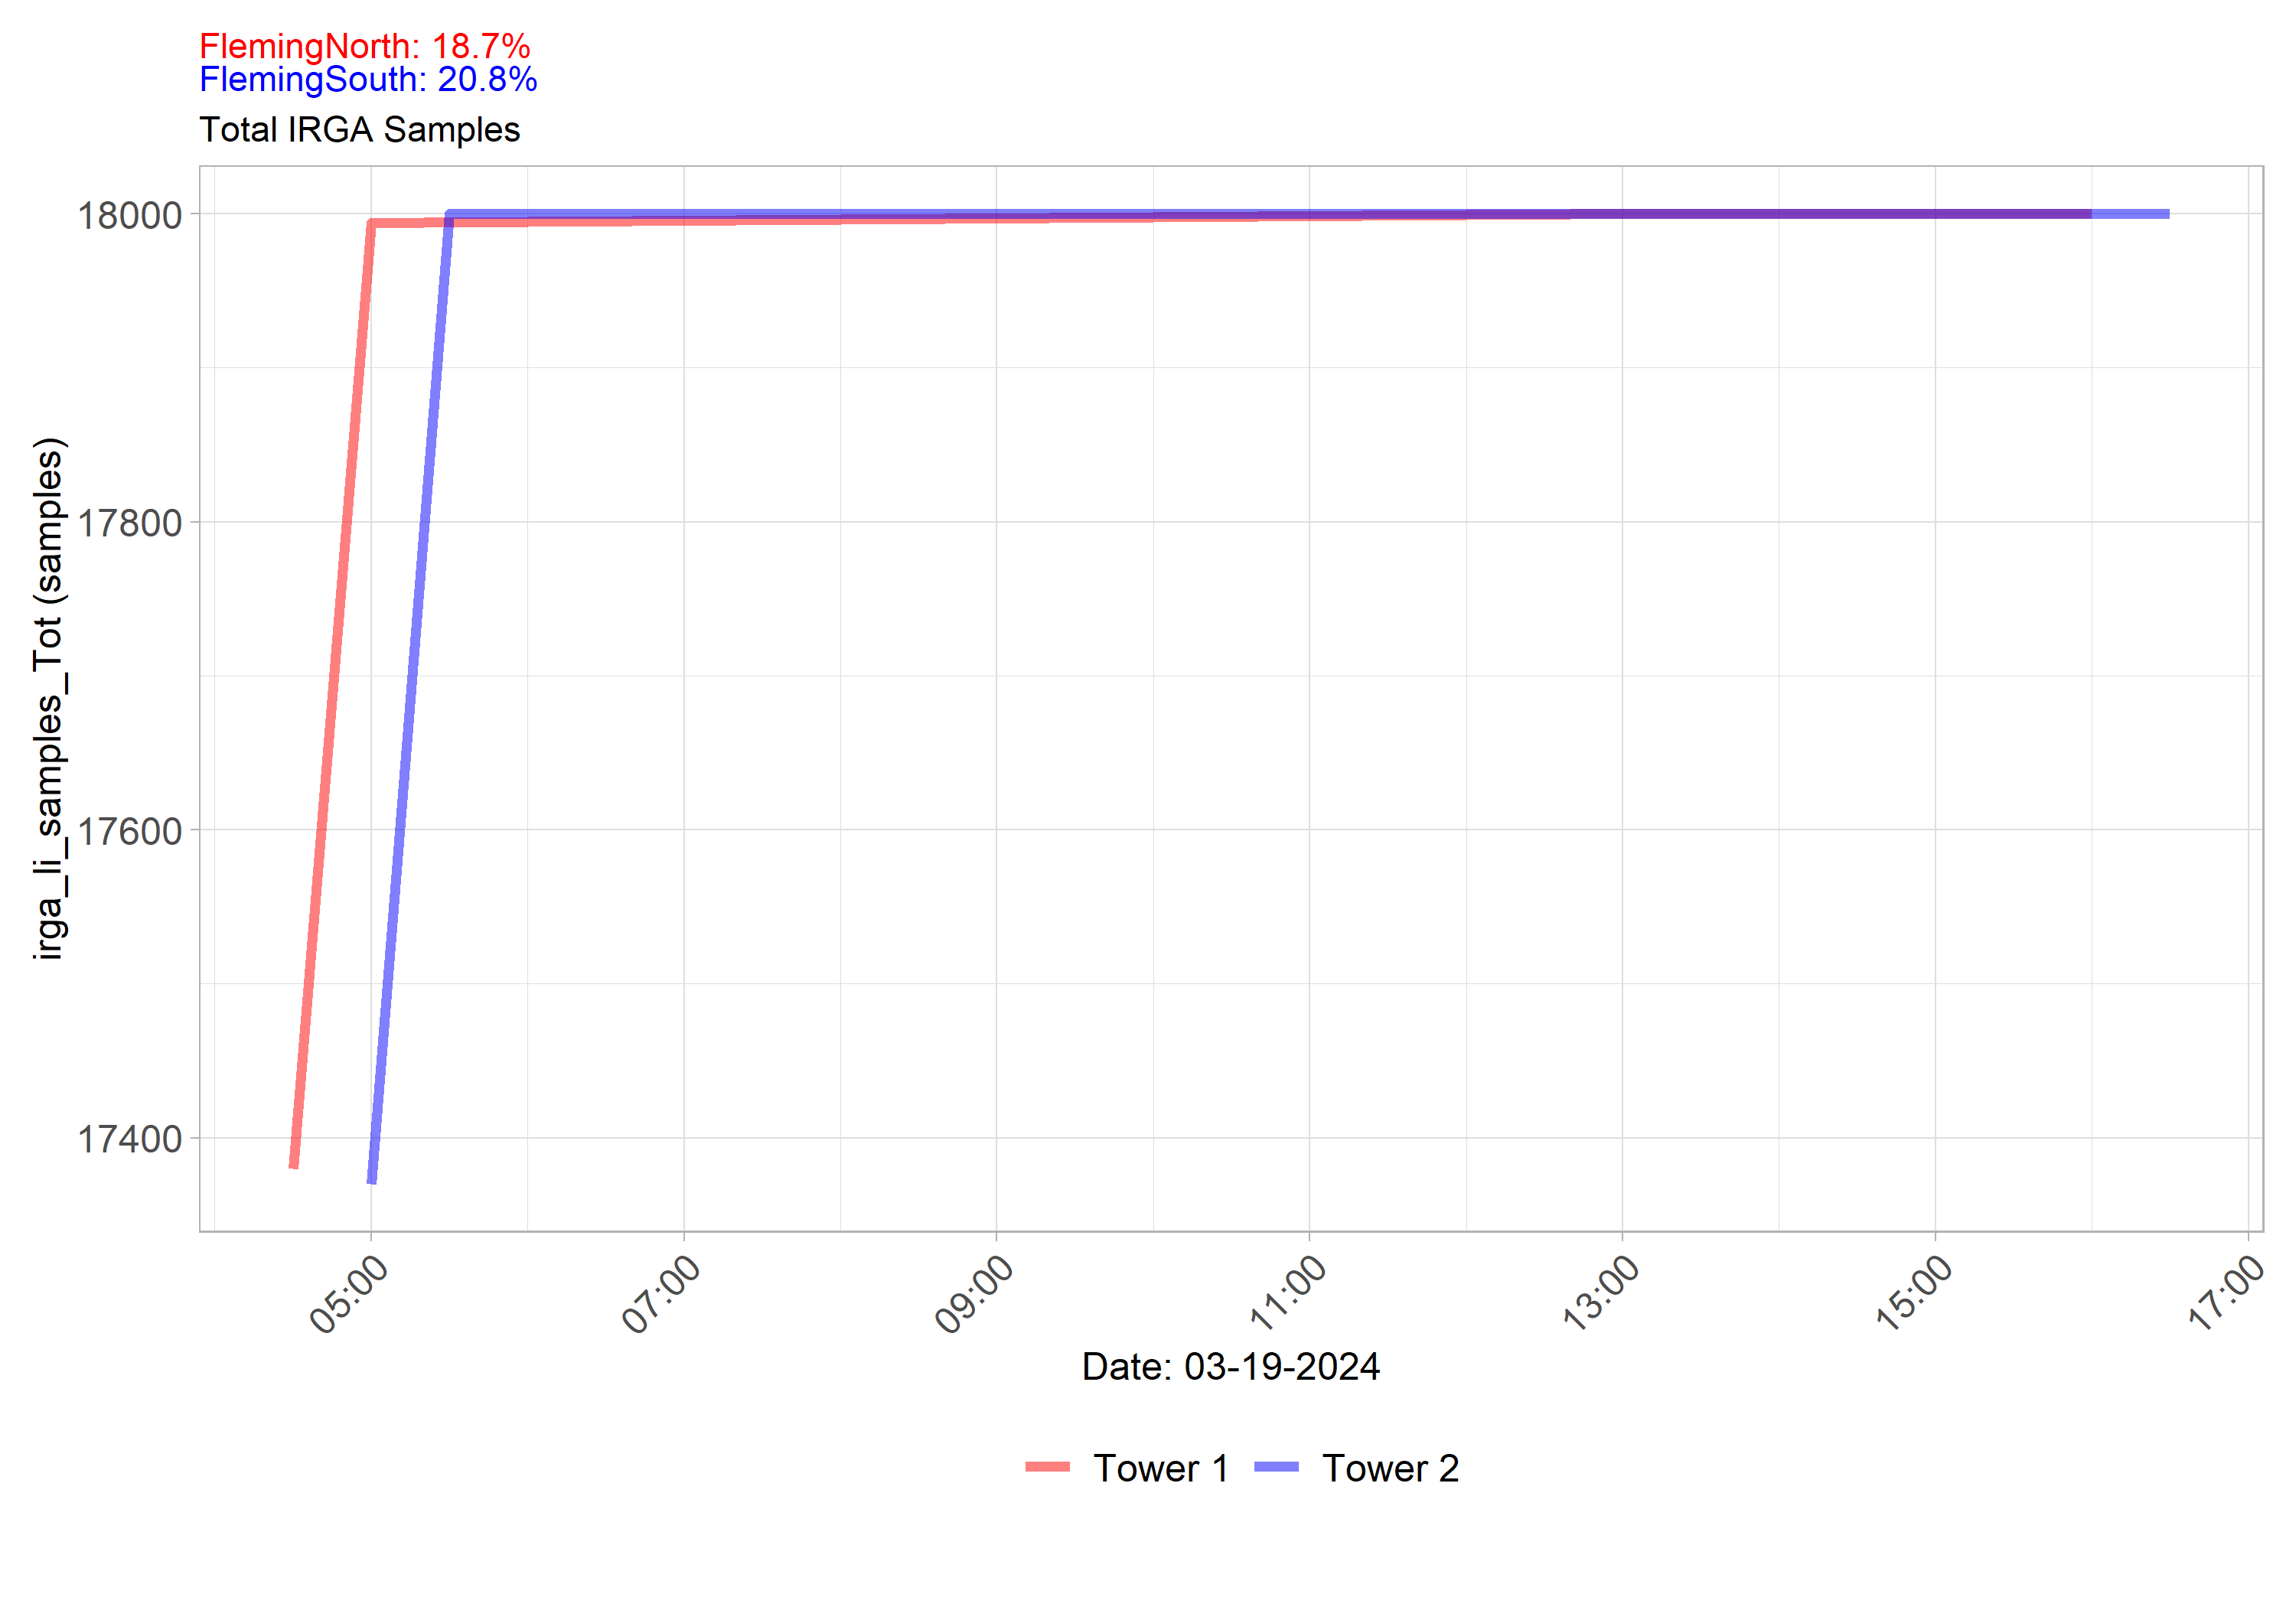 FlemingNorth: 18.7%
FlemingSouth: 20.8%
Total IRGA Samples
irga_li_samples_Tot (samples)
18000
17800
17600
17400
05:00
07:00
09:00
11:00
13:00
15:00
17:00
Date: 03-19-2024
Tower 1
Tower 2